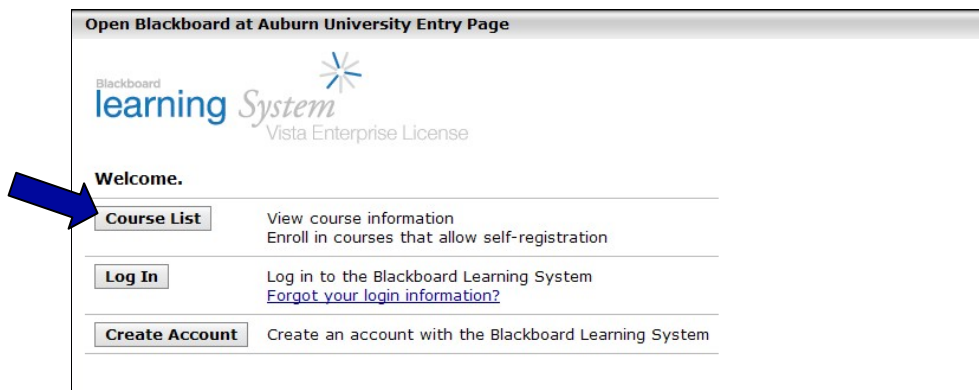 Open Blackboard at Auburn University Entry Page
Blackboard
learning System
Vista Enterprise License
Welcome.
Course List View course information
Enroll in courses that allow self-registration
Log In Log in to the Blackboard Learning System
Forgot your login information?
Create Account Create an account with the Blackboard Learning System